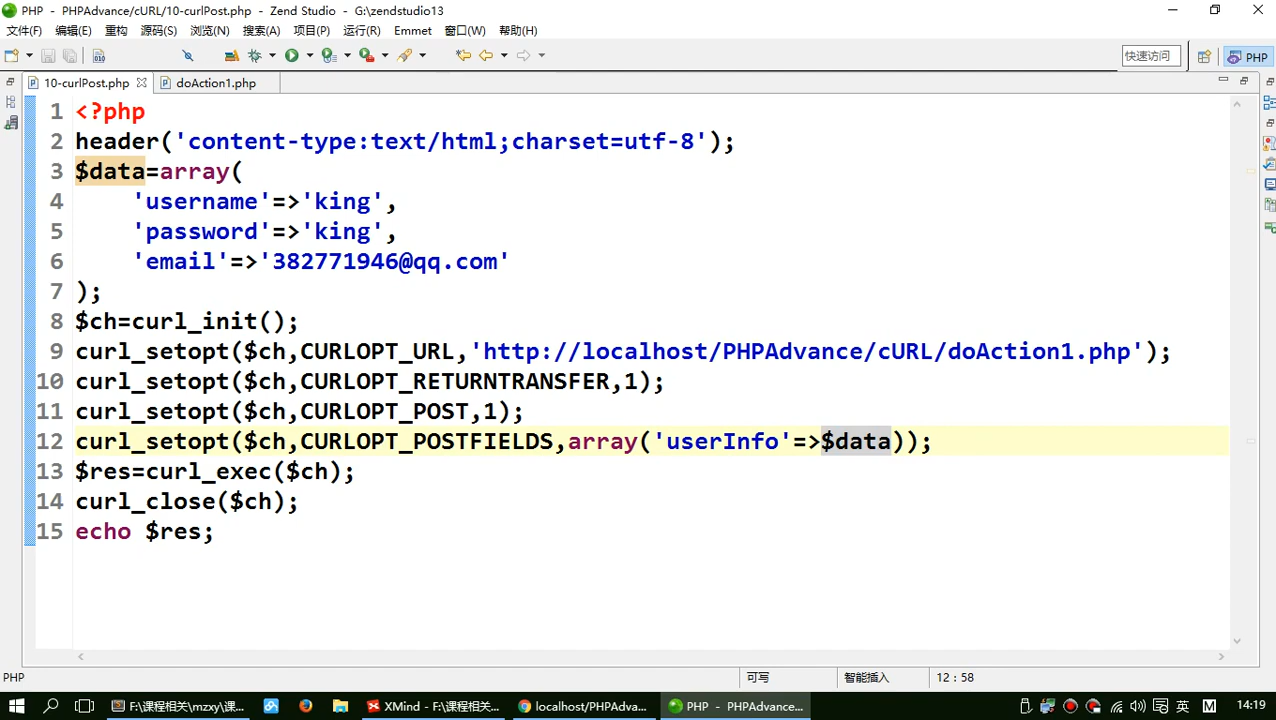 PHP - PHPAdvance/cURL/10-curlPost.php - Zend Studio - G:\zendstudio13
文件(F) 编辑(E) 重构 源码(S) 浏览(N) 搜索(A) 项目(P) 运行(R) Emmet 窗口(W) 帮助(H)
快速访问 PHP
10-curlPost.php doAction1.php
1 <?php
2 header('content-type:text/html;charset=utf-8');
3 $data=array(
4 'username'=>'king',
5 'password'=>'king',
6 'email'=>'382771946@qq.com'
7 );
8 $ch=curl_init();
9 curl_setopt($ch,CURLOPT_URL,'http://localhost/PHPAdvance/cURL/doAction1.php');
10 curl_setopt($ch,CURLOPT_RETURNTRANSFER,1);
11 curl_setopt($ch,CURLOPT_POST,1);
12 curl_setopt($ch,CURLOPT_POSTFIELDS,array('userInfo'=>$data));
13 $res=curl_exec($ch);
14 curl_close($ch);
15 echo $res;
PHP 可写 智能插入 12 : 58
F:\课程相关\mzxy\课... XMind - F:\课程相关... localhost/PHPAdva... PHP - PHPAdvance... 英 M 14:19